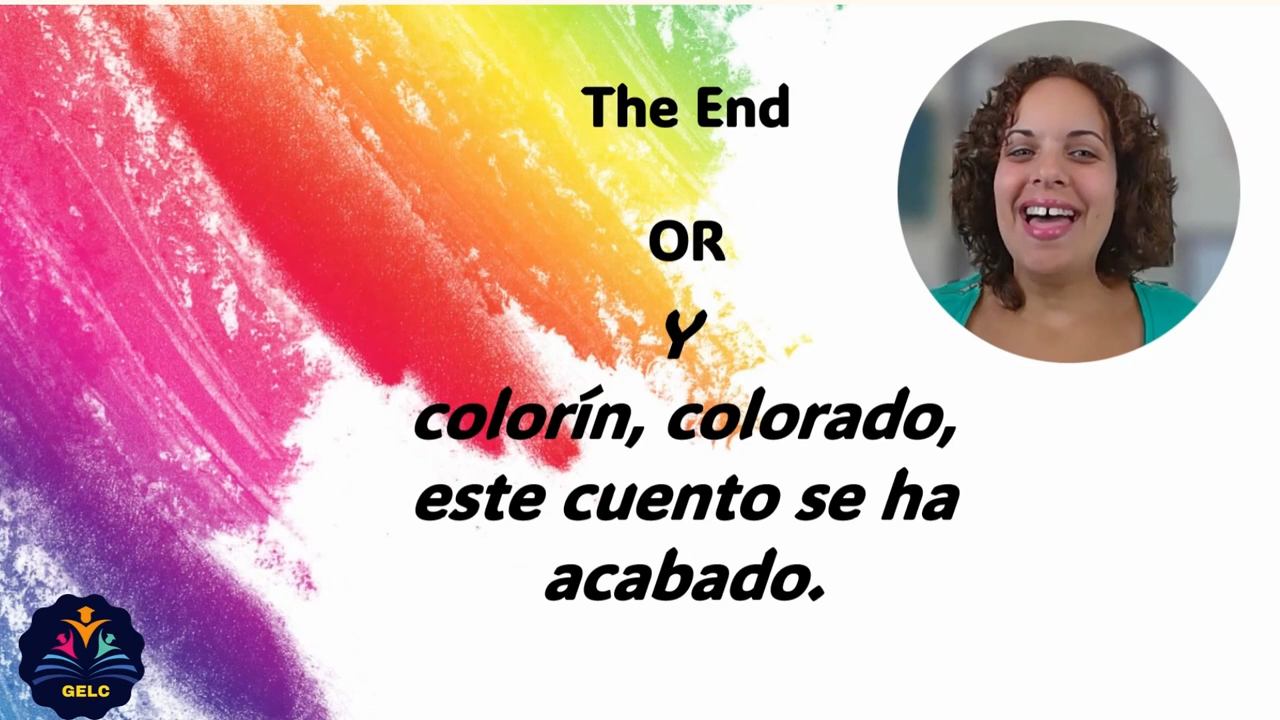 The End
OR
Y
colorín, colorado,
este cuento se ha
acabado.
GELC